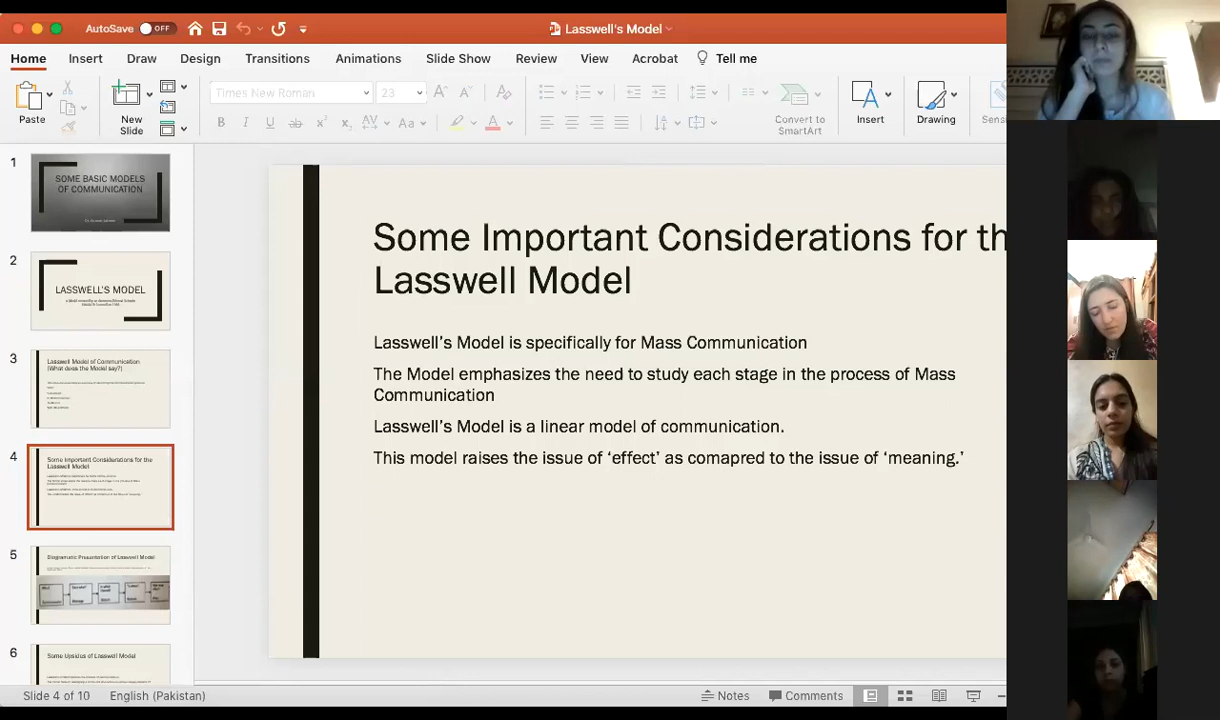 AutoSave OFF
Lasswell's Model
Home Insert Draw Design Transitions Animations Slide Show Review View Acrobat Tell me
Paste
New
Slide
Times New Roman 23
Convert to
SmartArt
Insert
Drawing
1
SOME BASIC MODELS
OF COMMUNICATION
2
LASSWELL'S MODEL
3
Lasswell Model of Communication
(What does the Model say?)
4
Some Important Considerations for the
Lasswell Model
5
Diagramatic Presentation of Lasswell Model
6
Some Upsides of Lasswell Model
Some Important Considerations for th
Lasswell Model
Lasswell's Model is specifically for Mass Communication
The Model emphasizes the need to study each stage in the process of Mass
Communication
Lasswell's Model is a linear model of communication.
This model raises the issue of ‘effect’ as comapred to the issue of ‘meaning.’
Slide 4 of 10 English (Pakistan)
Notes Comments